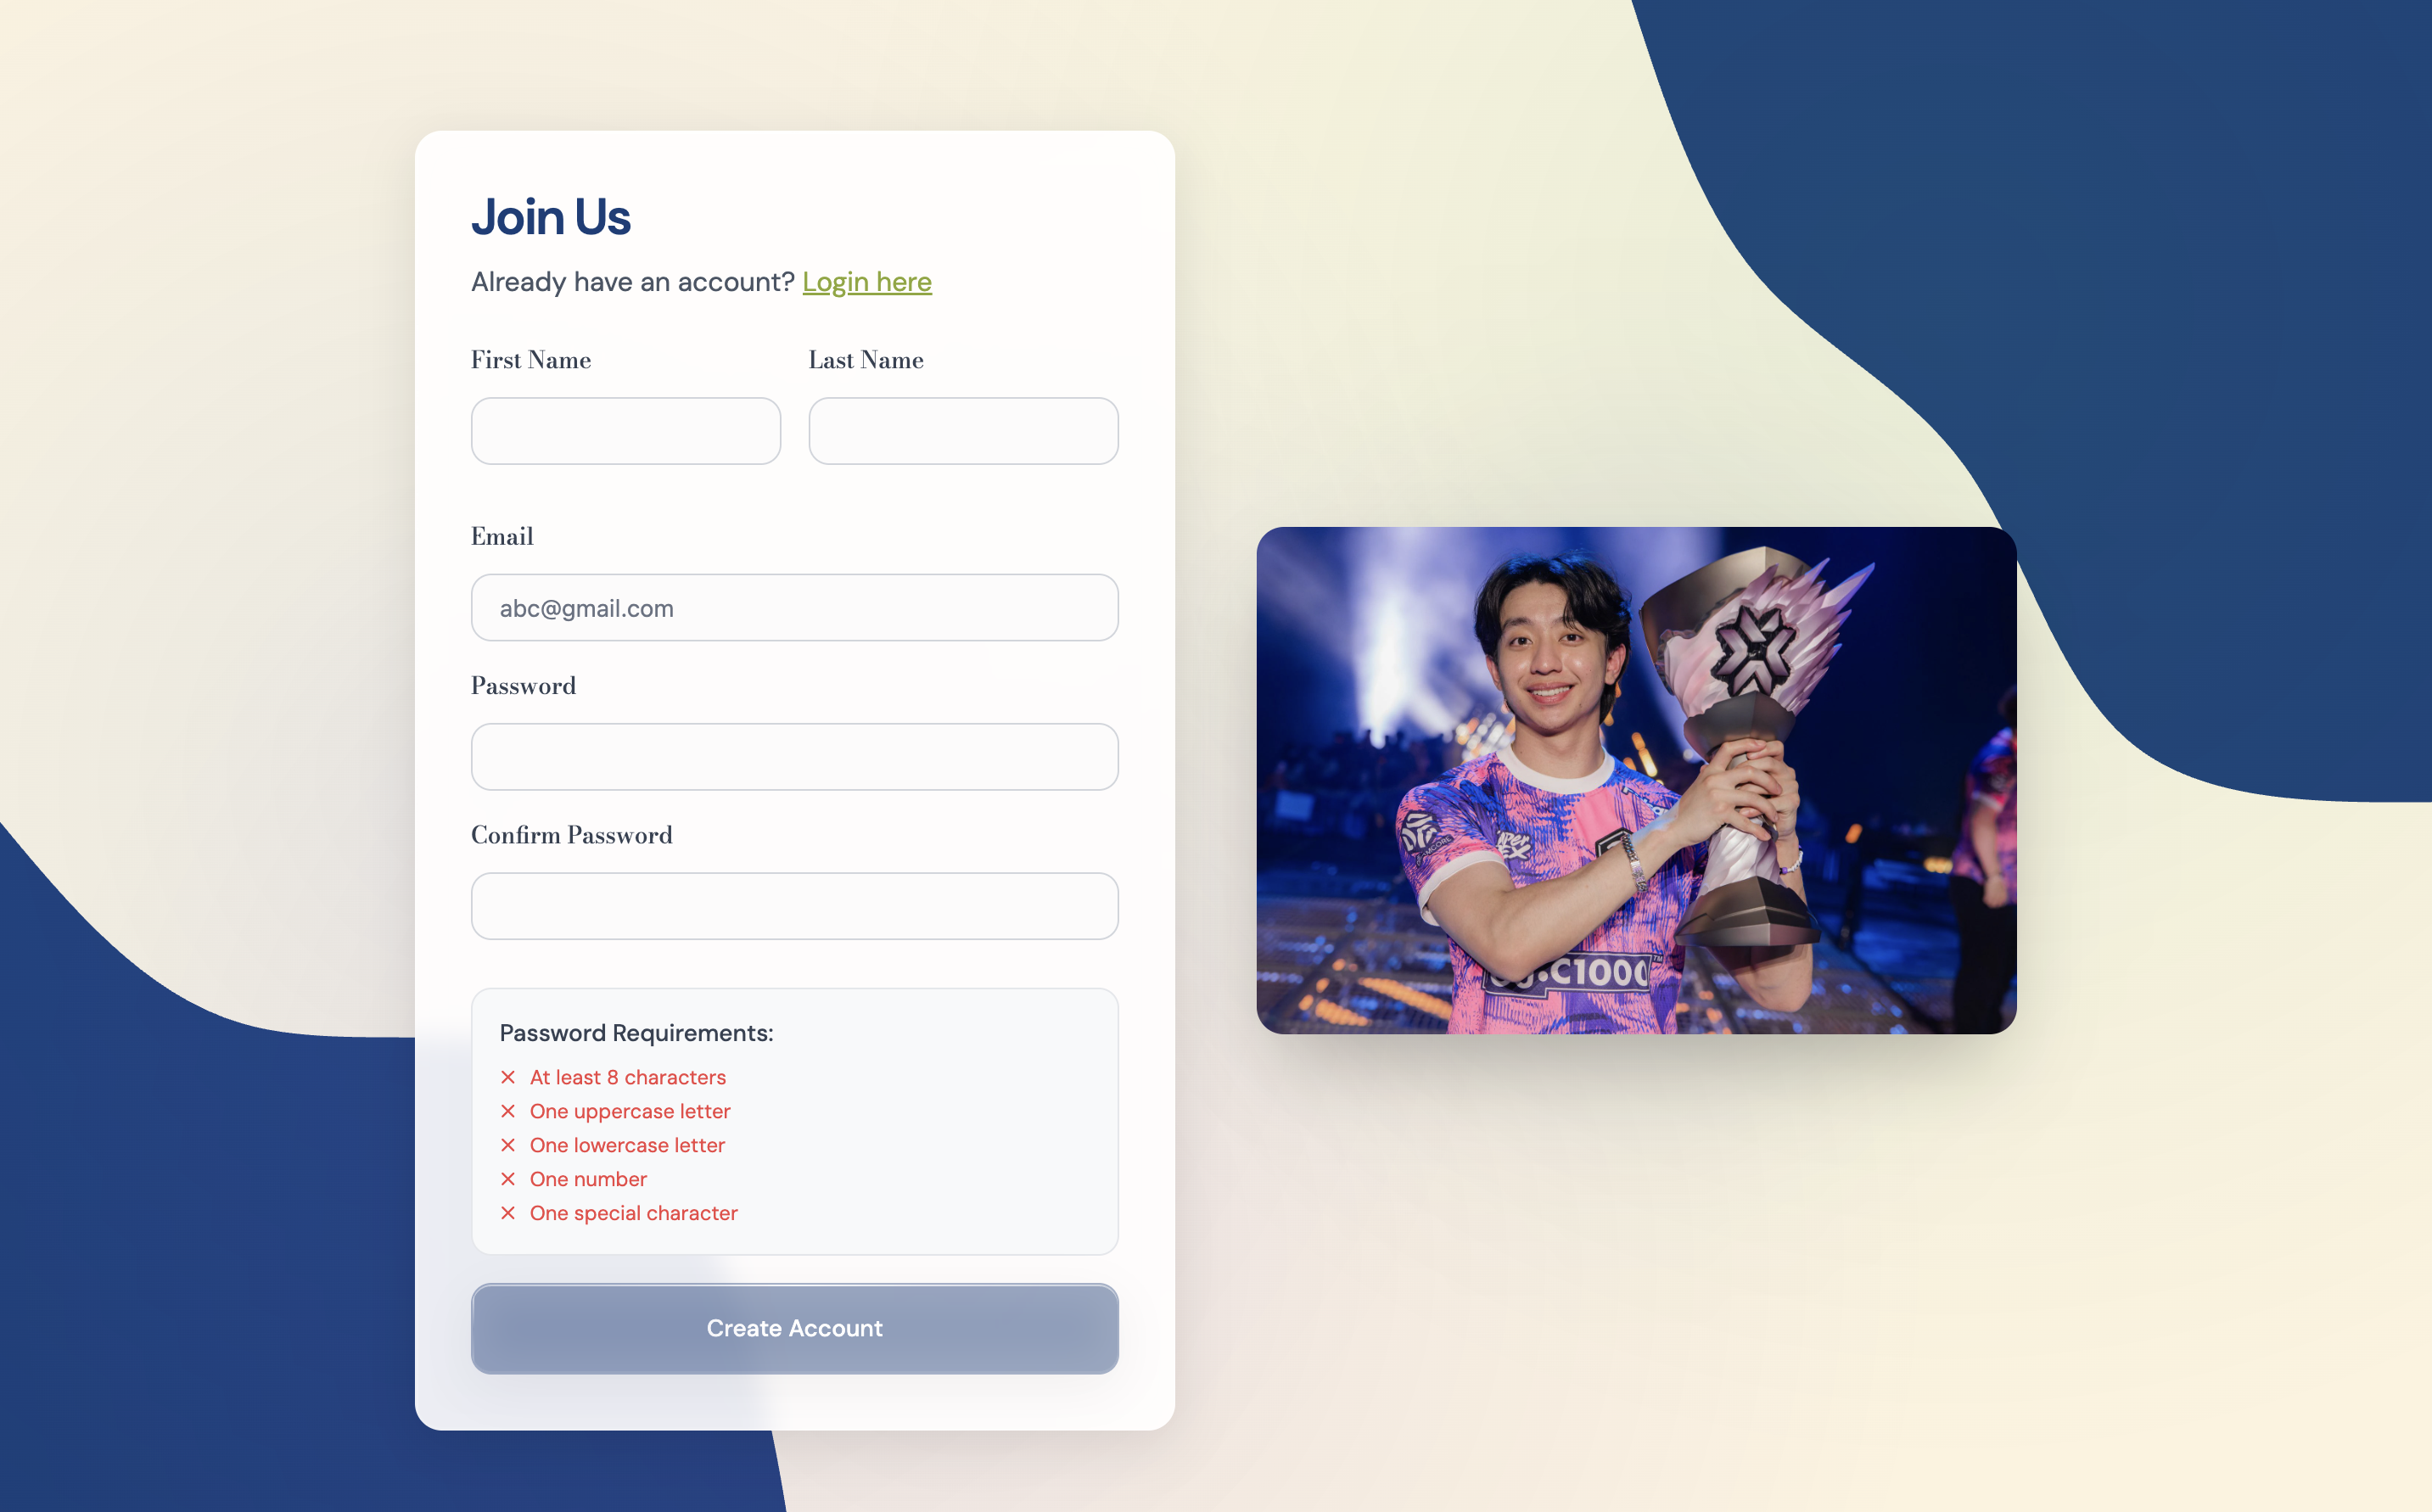 Join Us
Already have an account? Login here
First Name
Last Name
Email
abc@gmail.com
Password
Confirm Password
Password Requirements:
At least 8 characters
One uppercase letter
One lowercase letter
One number
One special character
Create Account